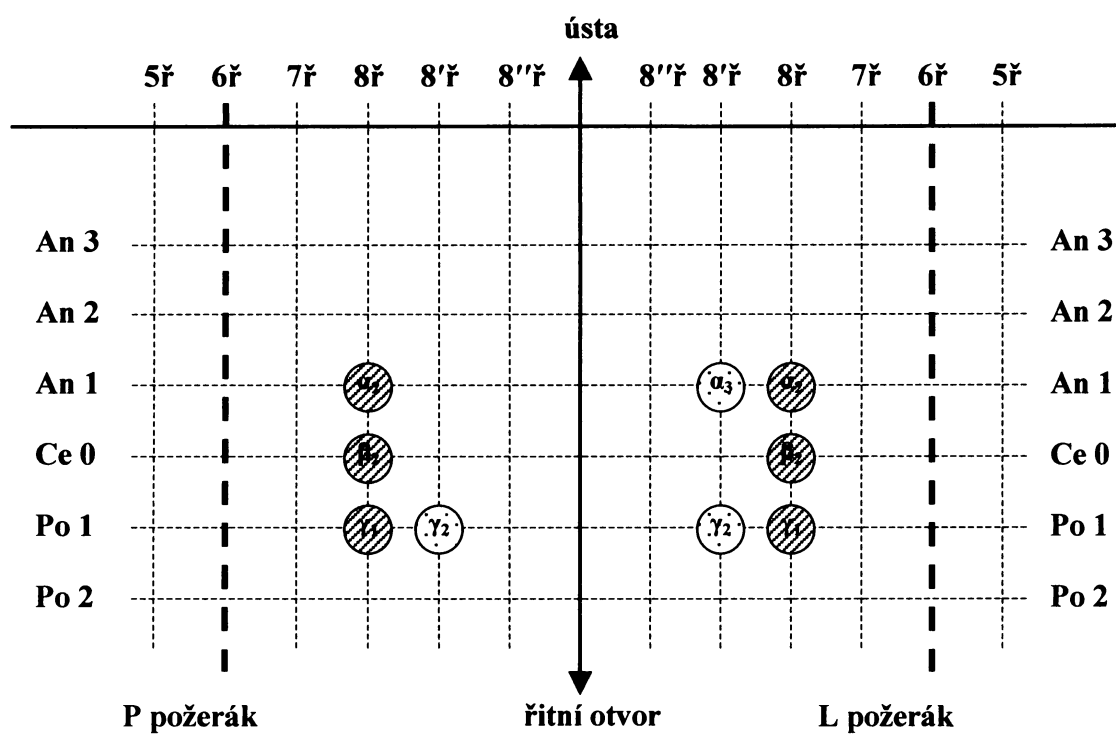 ústa
5ř 6ř 7ř 8ř 8′ř 8′′ř 8′′ř 8′ř 8ř 7ř 6ř 5ř
An 3 An 3
An 2 An 2
An 1 α₂ α₃ α₂ An 1
Ce 0 β₂ β₂ Ce 0
Po 1 γ₁ γ₂ γ₂ γ₁ Po 1
Po 2 Po 2
P požerák řitní otvor L požerák